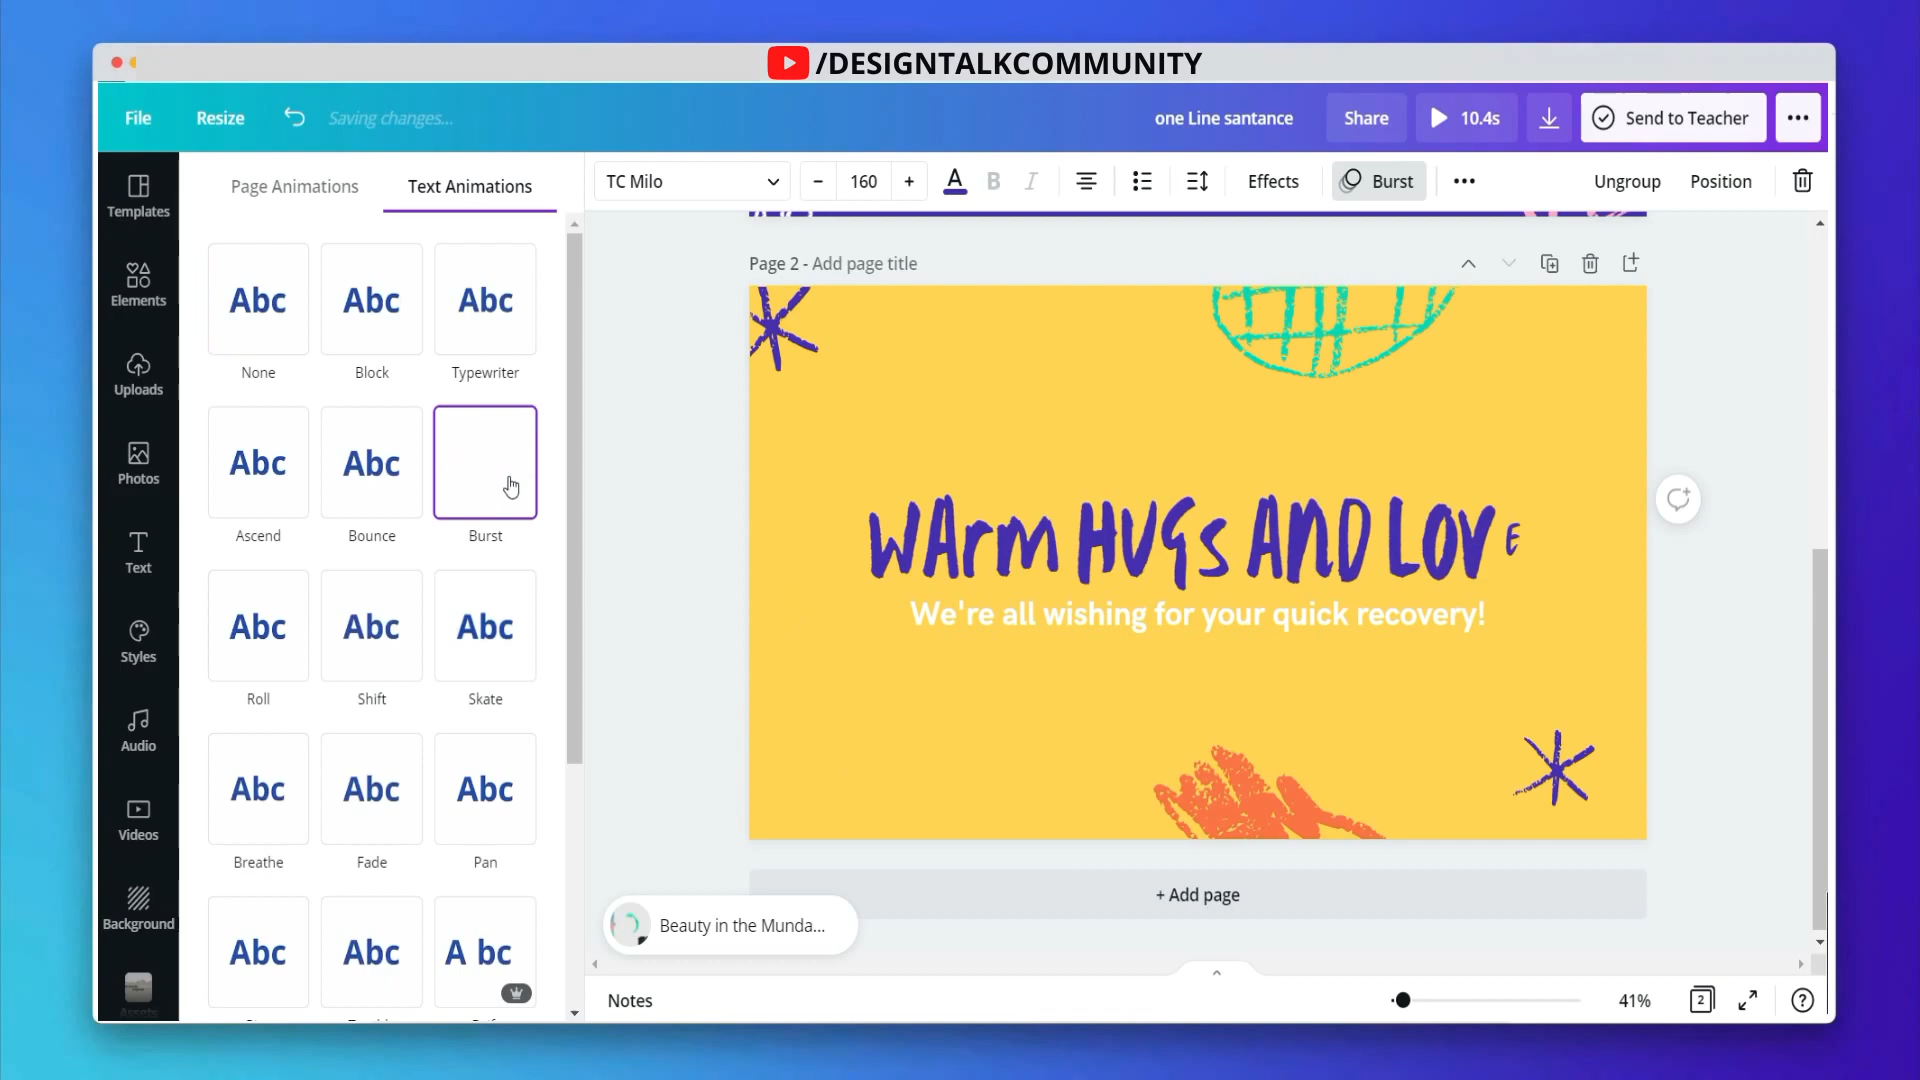 /DESIGNTALKCOMMUNITY
File
Resize
Saving changes...
one Line santance
Share
10.4s
Send to Teacher
Templates
Elements
Uploads
Photos
Text
Styles
Audio
Videos
Background
Assets
Page Animations
Text Animations
Abc
Abc
Abc
None
Block
Typewriter
Abc
Abc
Ascend
Bounce
Burst
Abc
Abc
Abc
Roll
Shift
Skate
Abc
Abc
Abc
Breathe
Fade
Pan
Abc
Abc
A bc
TC Milo
- 160 +
A
B
I
Effects
Burst
Ungroup
Position
Page 2 - Add page title
WArm HUGs AND LOVE
We're all wishing for your quick recovery!
+ Add page
Beauty in the Munda...
Notes
41%
2
?